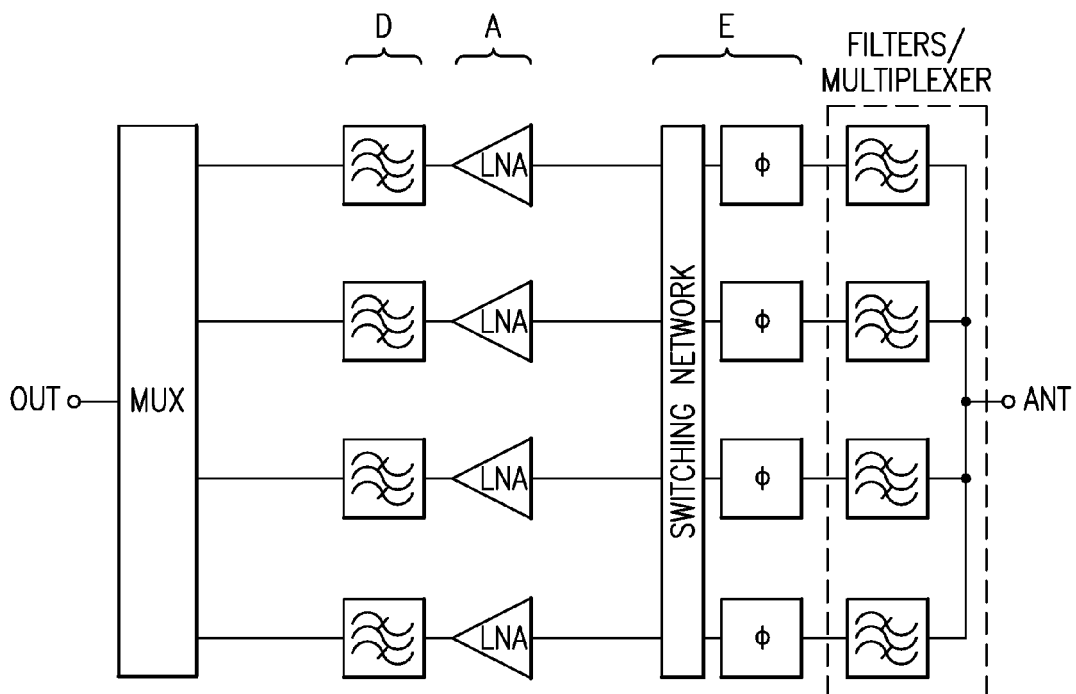 D
A
E
FILTERS/
MULTIPLEXER
LNA
ϕ
LNA
ϕ
OUT
MUX
SWITCHING NETWORK
ANT
LNA
ϕ
LNA
ϕ